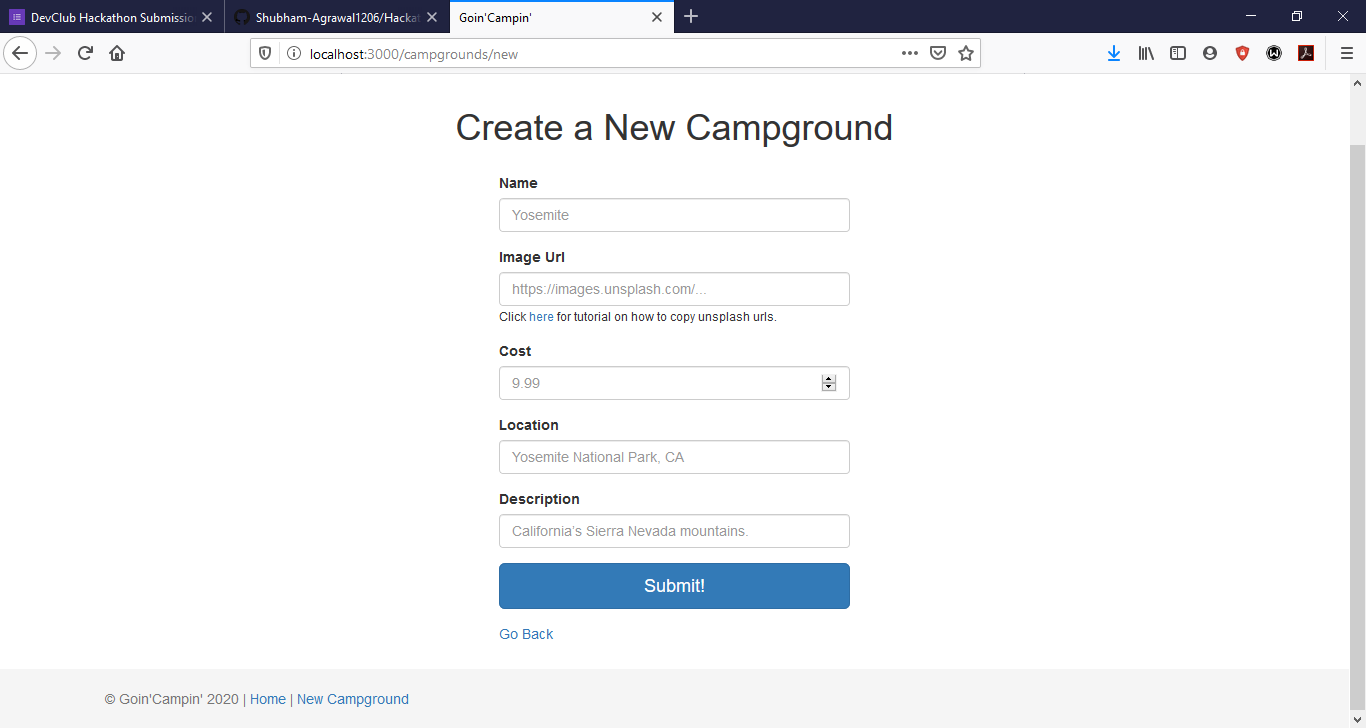 DevClub Hackathon Submissio
Shubham-Agrawal1206/Hacka
Goin'Campin'
localhost:3000/campgrounds/new
Create a New Campground
Name
Yosemite
Image Url
https://images.unsplash.com/...
Click here for tutorial on how to copy unsplash urls.
Cost
9.99
Location
Yosemite National Park, CA
Description
California's Sierra Nevada mountains.
Submit!
Go Back
© Goin'Campin' 2020 | Home | New Campground